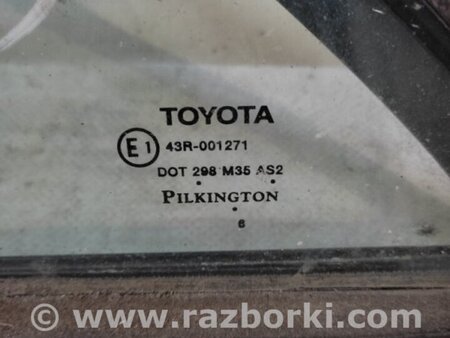 TOYOTA
E1 43R-001271
DOT 298 M35 AS2
PILKINGTON
6
www.razborki.com